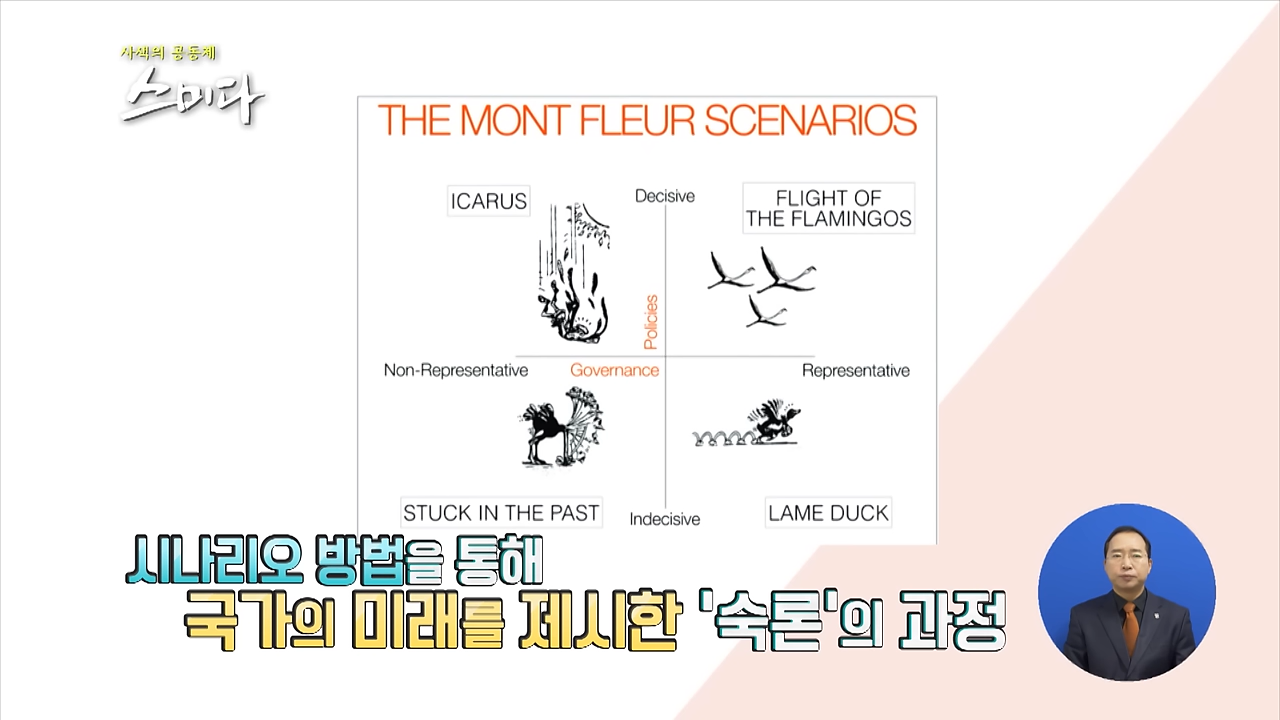 사색의 공동체
스미다
THE MONT FLEUR SCENARIOS
ICARUS
Decisive
FLIGHT OF
THE FLAMINGOS
Policies
Non-Representative
Governance
Representative
STUCK IN THE PAST
Indecisive
LAME DUCK
시나리오 방법을 통해
국가의 미래를 제시한 '숙론'의 과정